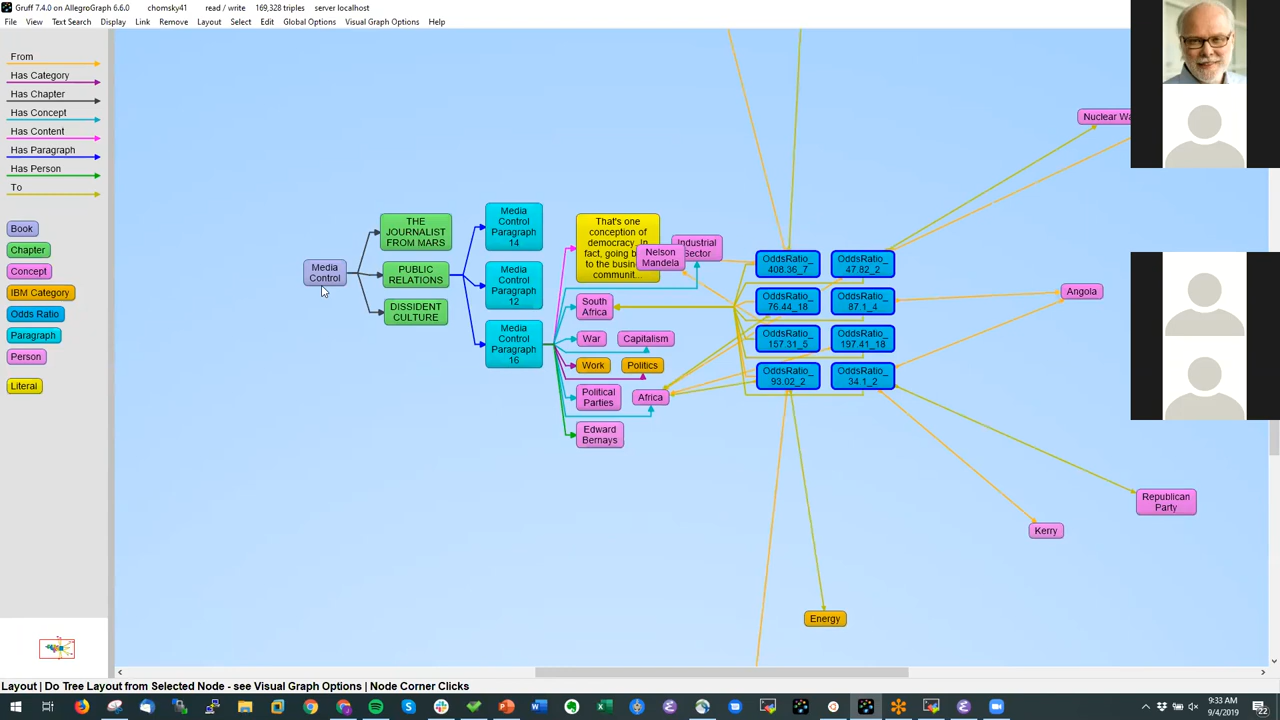 Gruff 7.4.0 on AllegroGraph 6.6.0 chomsky41 read / write 169,328 triples server localhost
File View Text Search Display Link Remove Layout Select Edit Global Options Visual Graph Options Help
From
Has Category
Has Chapter
Has Concept
Has Content
Has Paragraph
Has Person
To
Book
Chapter
Concept
IBM Category
Odds Ratio
Paragraph
Person
Literal
Media
Control
THE
JOURNALIST
FROM MARS
PUBLIC
RELATIONS
DISSIDENT
CULTURE
Media
Control
Paragraph
14
Media
Control
Paragraph
12
Media
Control
Paragraph
16
That's one
conception of
democracy. In
fact, going b
to the busine
communit...
Industrial
Sector
Nelson
Mandela
South
Africa
War
Capitalism
Work
Politics
Political
Parties
Africa
Edward
Bernays
OddsRatio_
408.36_7
OddsRatio_
47.82_2
OddsRatio_
76.44_18
OddsRatio_
87.1_4
OddsRatio_
157.31_5
OddsRatio_
197.41_18
OddsRatio_
93.02_2
OddsRatio_
34.1_2
Nuclear Wa
Angola
Republican
Party
Kerry
Energy
Layout | Do Tree Layout from Selected Node - see Visual Graph Options | Node Corner Clicks
9:33 AM
9/4/2019